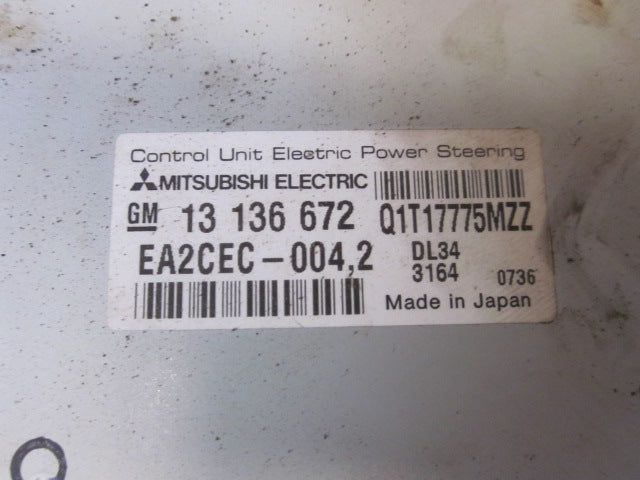 Control Unit Electric Power Steering
MITSUBISHI ELECTRIC
GM 13 136 672 Q1T17775MZZ
EA2CEC-004,2 DL34
3164 0736
Made in Japan